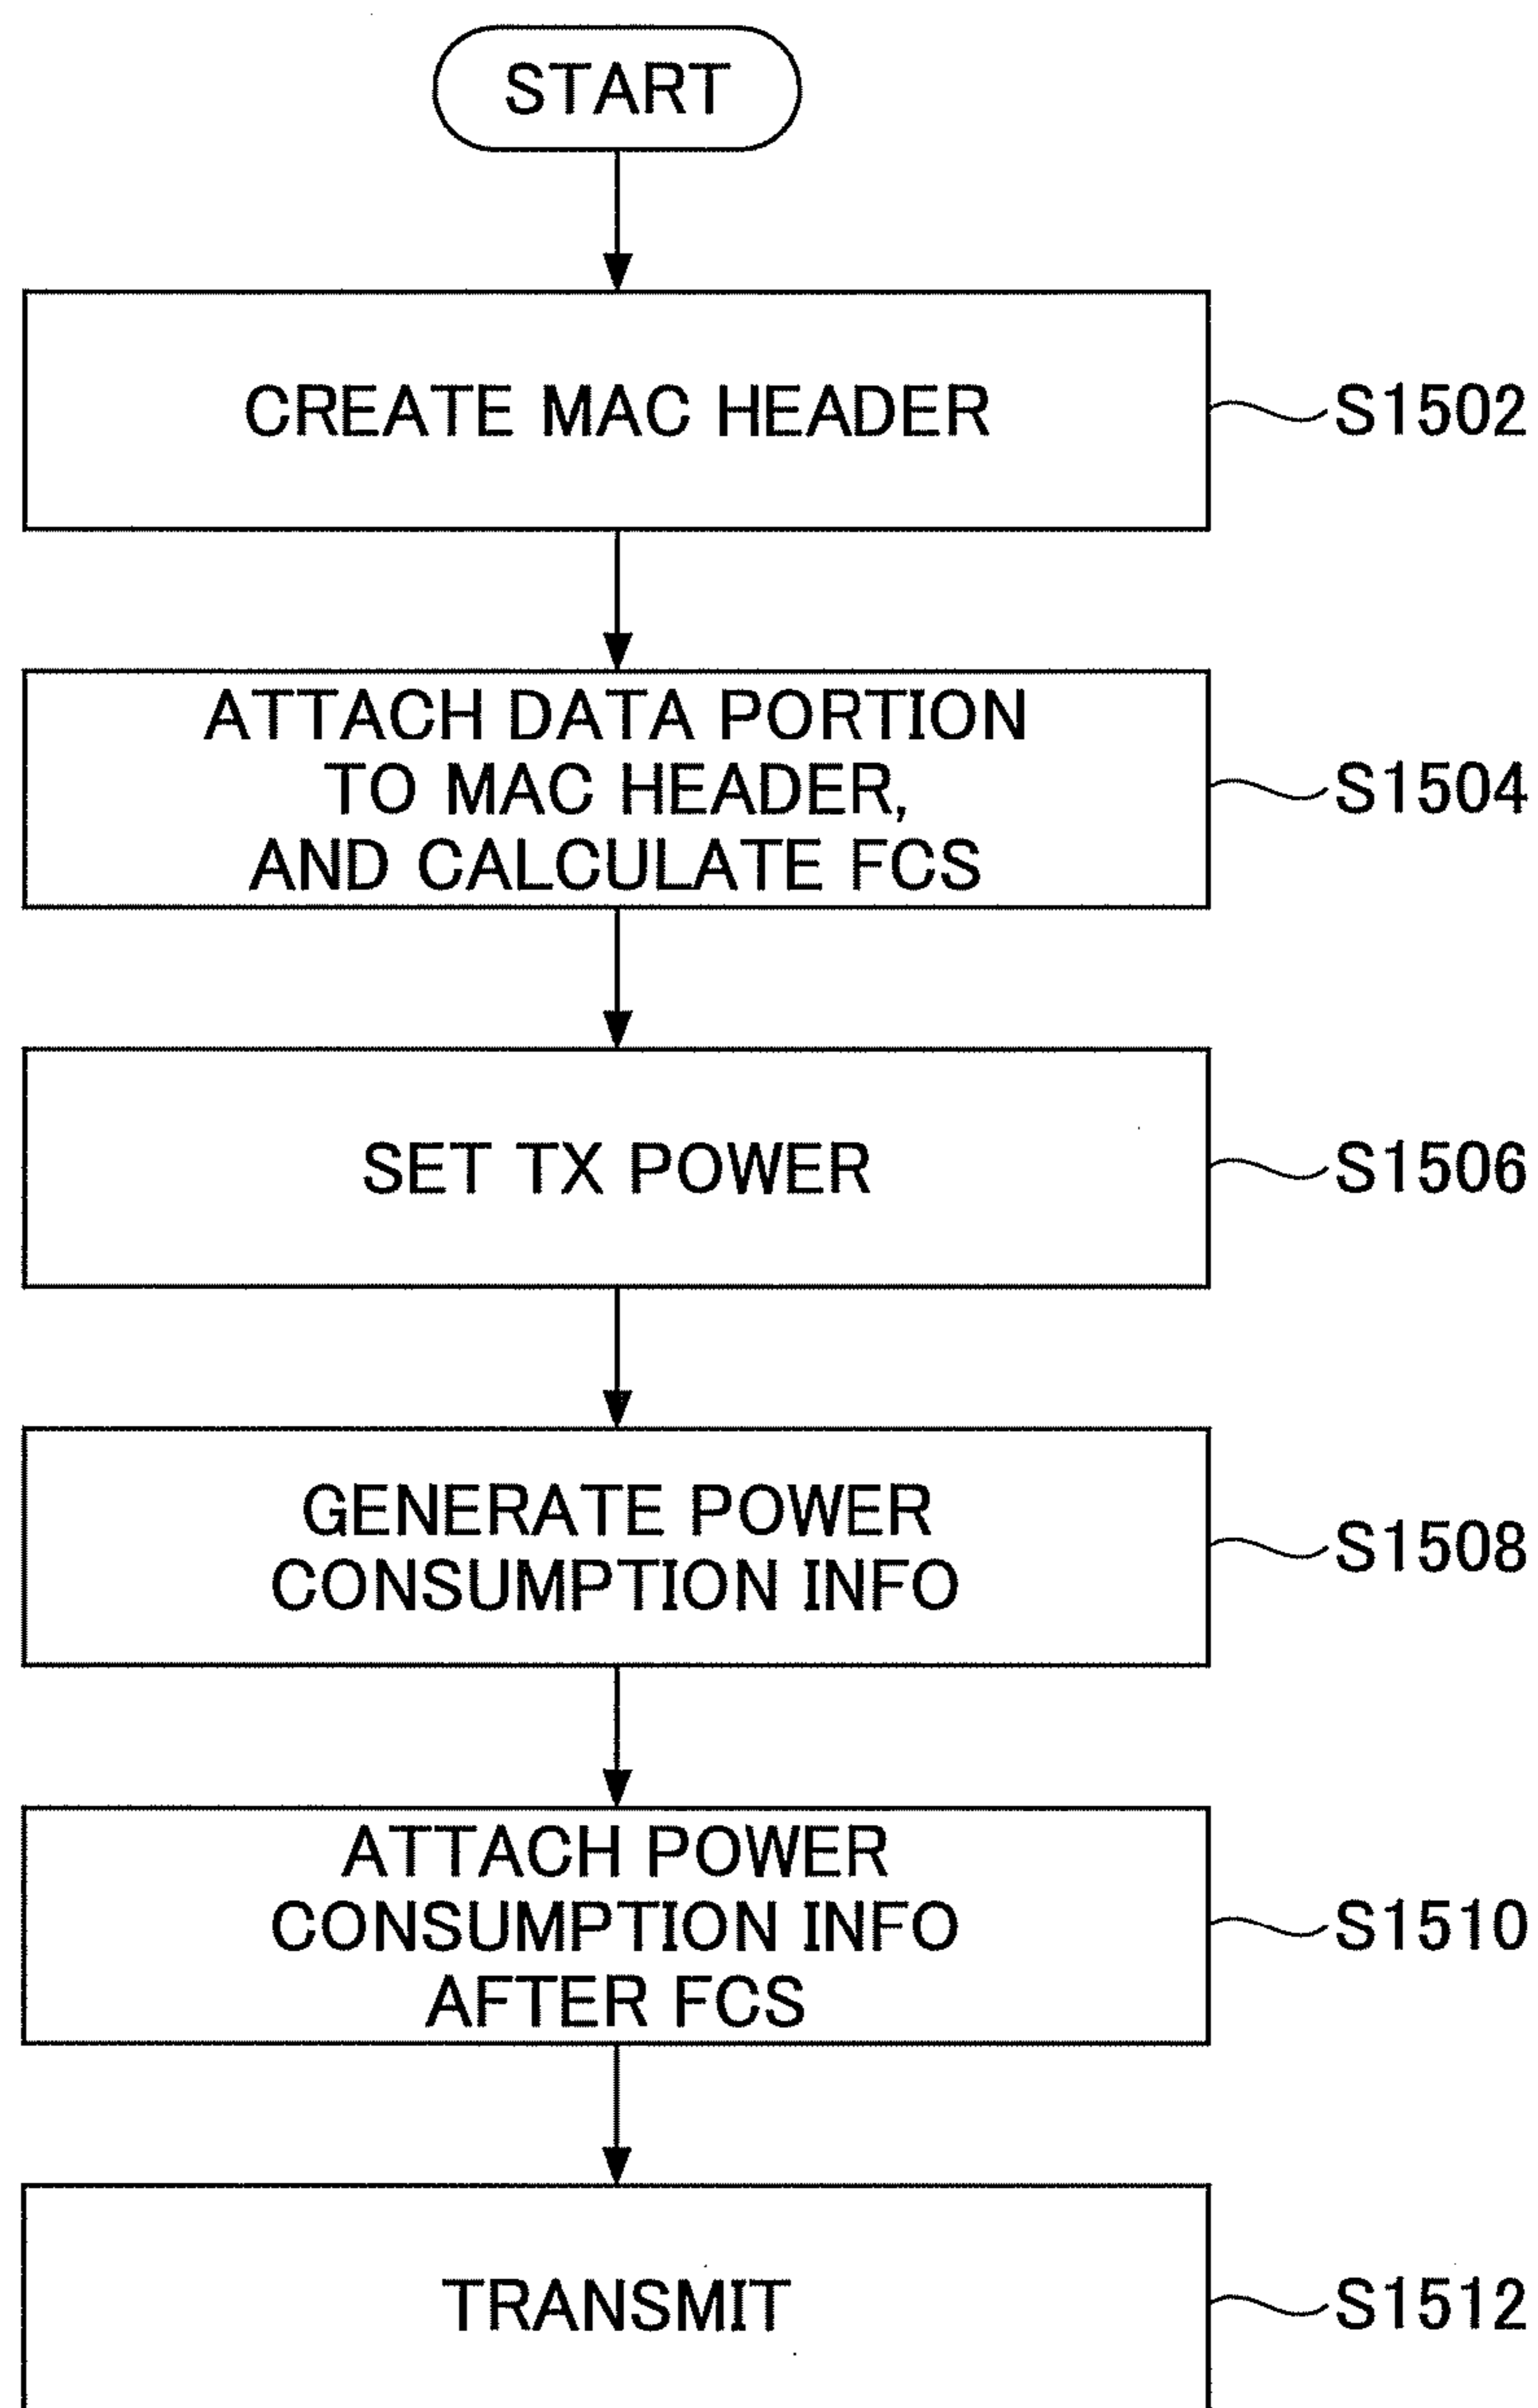 START
CREATE MAC HEADER
S1502
ATTACH DATA PORTION
TO MAC HEADER,
AND CALCULATE FCS
S1504
SET TX POWER
S1506
GENERATE POWER
CONSUMPTION INFO
S1508
ATTACH POWER
CONSUMPTION INFO
AFTER FCS
S1510
TRANSMIT
S1512